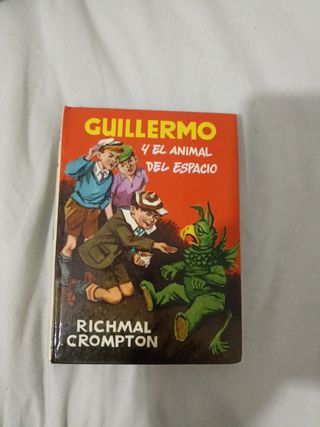 GUILLERMO
Y EL ANIMAL
DEL ESPACIO
RICHMAL
CROMPTON